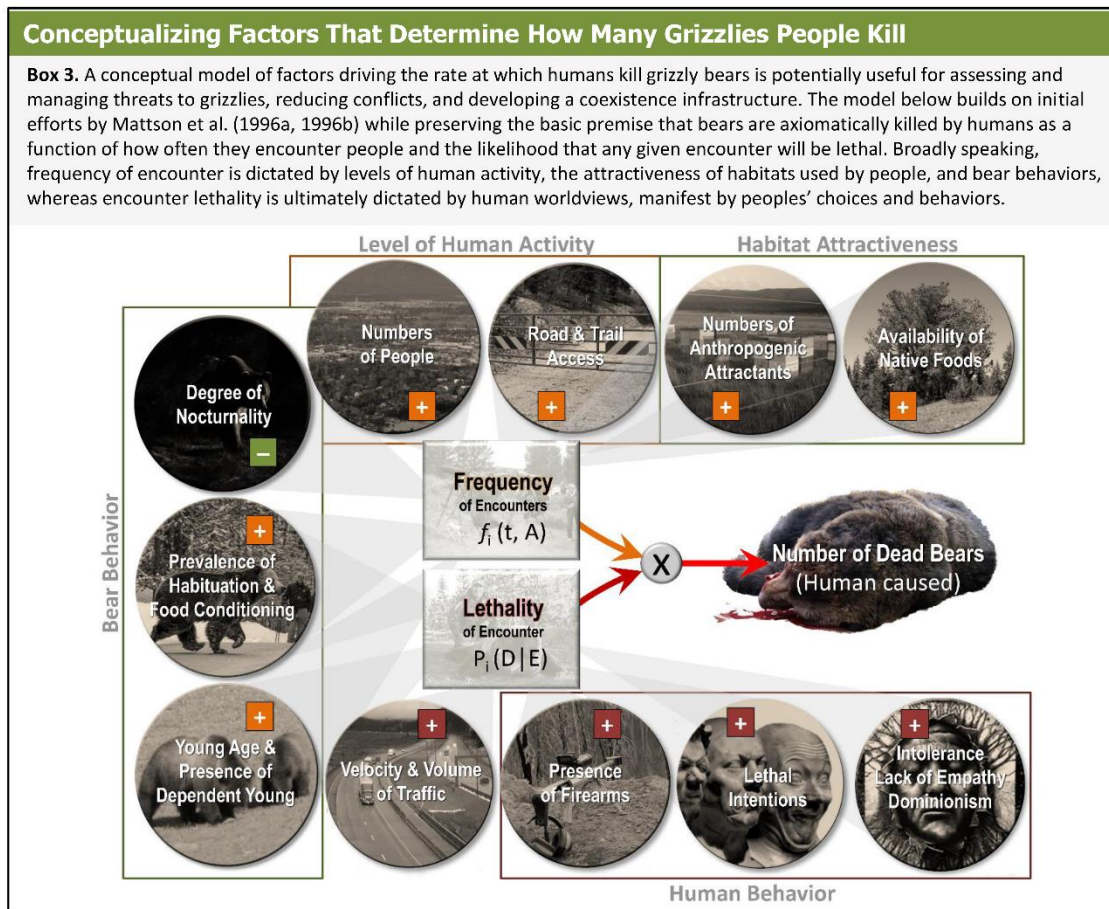 Conceptualizing Factors That Determine How Many Grizzlies People Kill
Box 3. A conceptual model of factors driving the rate at which humans kill grizzly bears is potentially useful for assessing and
managing threats to grizzlies, reducing conflicts, and developing a coexistence infrastructure. The model below builds on initial
efforts by Mattson et al. (1996a, 1996b) while preserving the basic premise that bears are axiomatically killed by humans as a
function of how often they encounter people and the likelihood that any given encounter will be lethal. Broadly speaking,
frequency of encounter is dictated by levels of human activity, the attractiveness of habitats used by people, and bear behaviors,
whereas encounter lethality is ultimately dictated by human worldviews, manifest by peoples’ choices and behaviors.
Level of Human Activity
Habitat Attractiveness
Numbers
of People
+
Road & Trail
Access
+
Numbers of
Anthropogenic
Attractants
+
Availability of
Native Foods
+
Bear Behavior
Degree of
Nocturnality
–
+
Prevalence of
Habituation &
Food Conditioning
+
Young Age &
Presence of
Dependent Young
Frequency
of Encounters
fi (t, A)
Lethality
of Encounter
Pi (D|E)
X
Number of Dead Bears
(Human caused)
+
Velocity & Volume
of Traffic
+
Presence
of Firearms
+
Lethal
Intentions
+
Intolerance
Lack of Empathy
Dominionism
Human Behavior